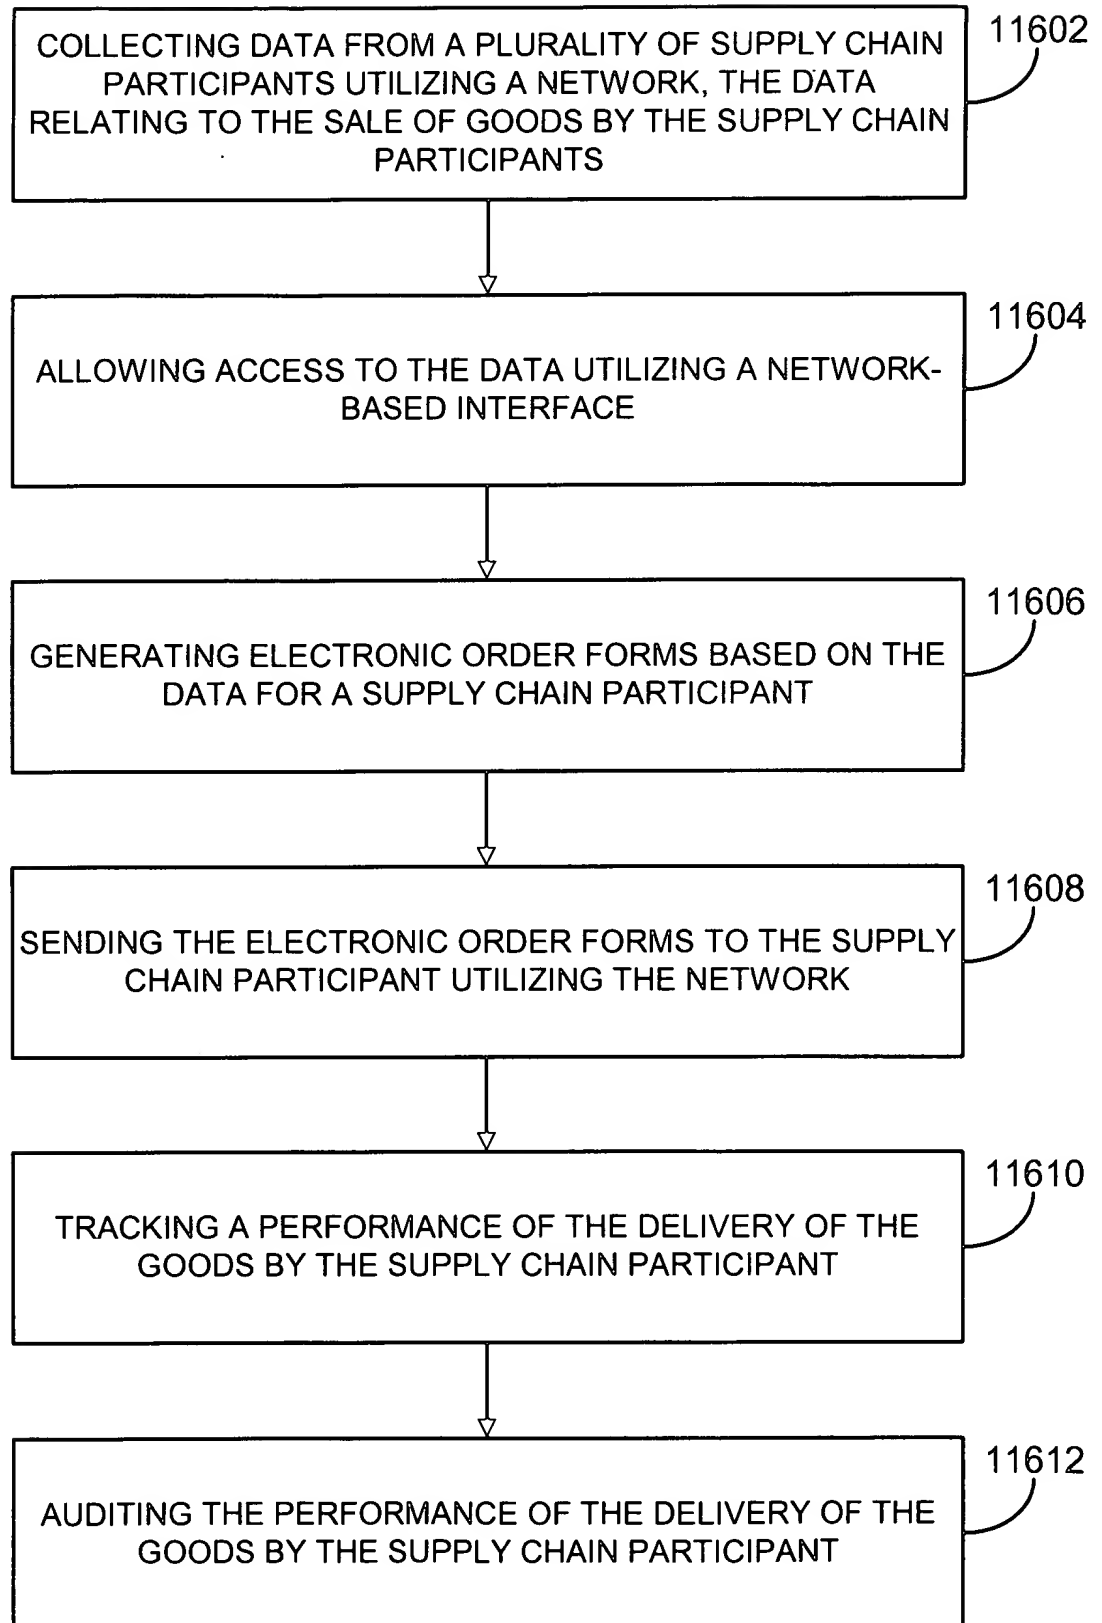 COLLECTING DATA FROM A PLURALITY OF SUPPLY CHAIN
PARTICIPANTS UTILIZING A NETWORK, THE DATA
RELATING TO THE SALE OF GOODS BY THE SUPPLY CHAIN
PARTICIPANTS
11602
ALLOWING ACCESS TO THE DATA UTILIZING A NETWORK-
BASED INTERFACE
11604
GENERATING ELECTRONIC ORDER FORMS BASED ON THE
DATA FOR A SUPPLY CHAIN PARTICIPANT
11606
SENDING THE ELECTRONIC ORDER FORMS TO THE SUPPLY
CHAIN PARTICIPANT UTILIZING THE NETWORK
11608
TRACKING A PERFORMANCE OF THE DELIVERY OF THE
GOODS BY THE SUPPLY CHAIN PARTICIPANT
11610
AUDITING THE PERFORMANCE OF THE DELIVERY OF THE
GOODS BY THE SUPPLY CHAIN PARTICIPANT
11612